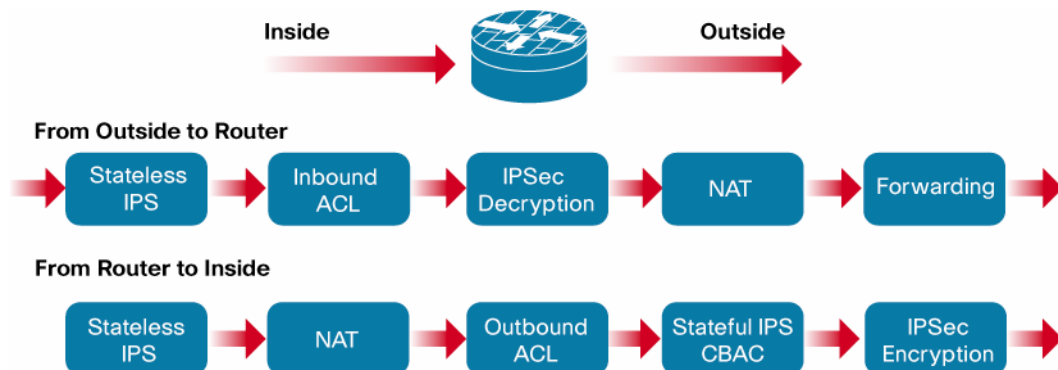 Inside
Outside
From Outside to Router
Stateless
IPS
Inbound
ACL
IPSec
Decryption
NAT
Forwarding
From Router to Inside
Stateless
IPS
NAT
Outbound
ACL
Stateful IPS
CBAC
IPSec
Encryption